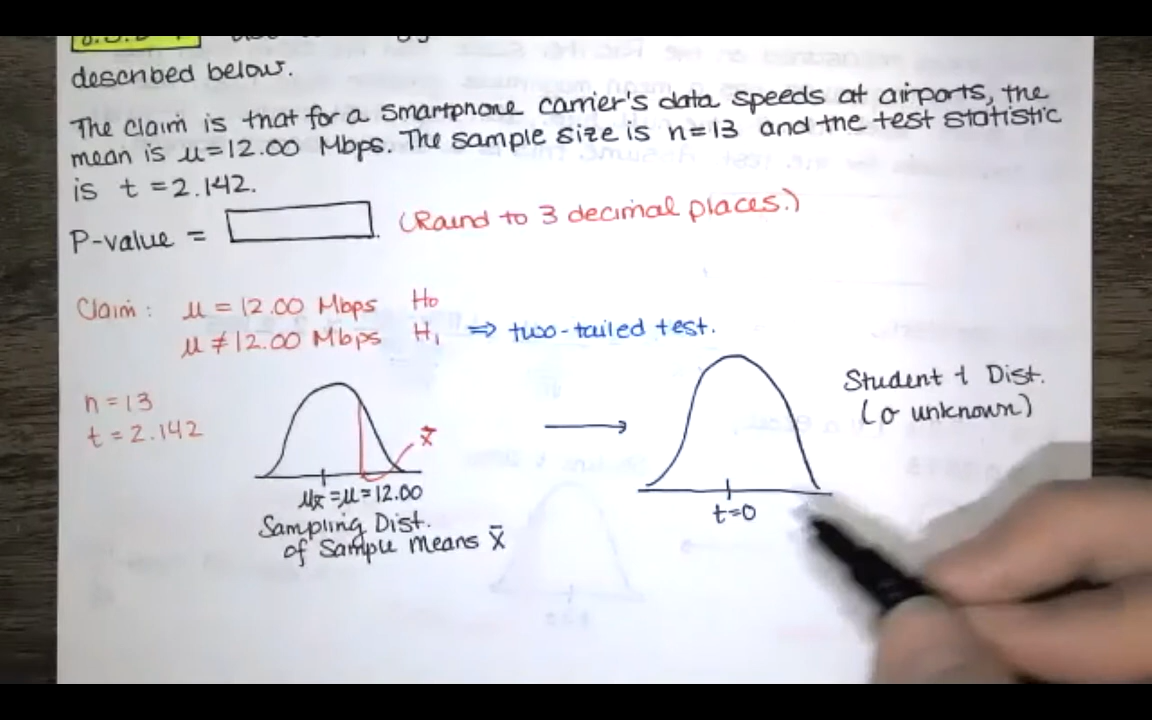 described below.
The claim is that for a smartphone carrier's data speeds at airports, the
mean is μ=12.00 Mbps. The sample size is n=13 and the test statistic
is t=2.142.
P-value = (Round to 3 decimal places.)
Claim: μ = 12.00 Mbps H₀
μ ≠ 12.00 Mbps H₁ ⇒ two-tailed test.
n = 13
t = 2.142
x̄
μx̄ = μ = 12.00
Sampling Dist.
of Sample Means x̄
→
t=0
Student t Dist.
(σ unknown)